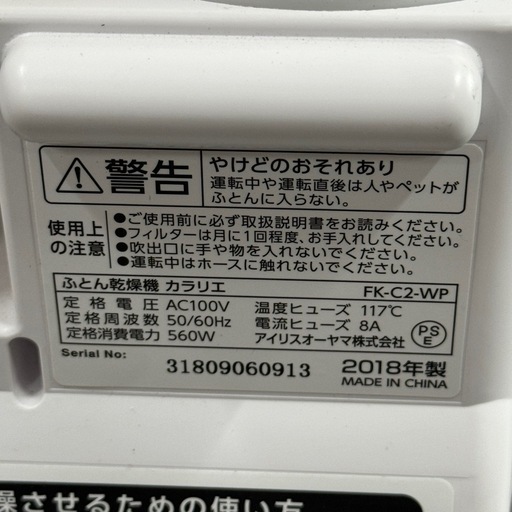 警告 やけどのおそれあり
運転中や運転直後は人やペットが
ふとんに入らない。
使用上
の注意
●ご使用前に必ず取扱説明書をお読みください。
●フィルターは月に1回程度、お手入れしてください。
●吹出口に手や物を入れないでください。
●運転中はホースに触れないでください。
ふとん乾燥機 カラリエ FK-C2-WP
定格電圧 AC100V 温度ヒューズ 117℃
定格周波数 50/60Hz 電流ヒューズ 8A
定格消費電力 560W アイリスオーヤマ株式会社
PS
E
Serial No: 31809060913 2018年製
MADE IN CHINA
燥させるための使い方